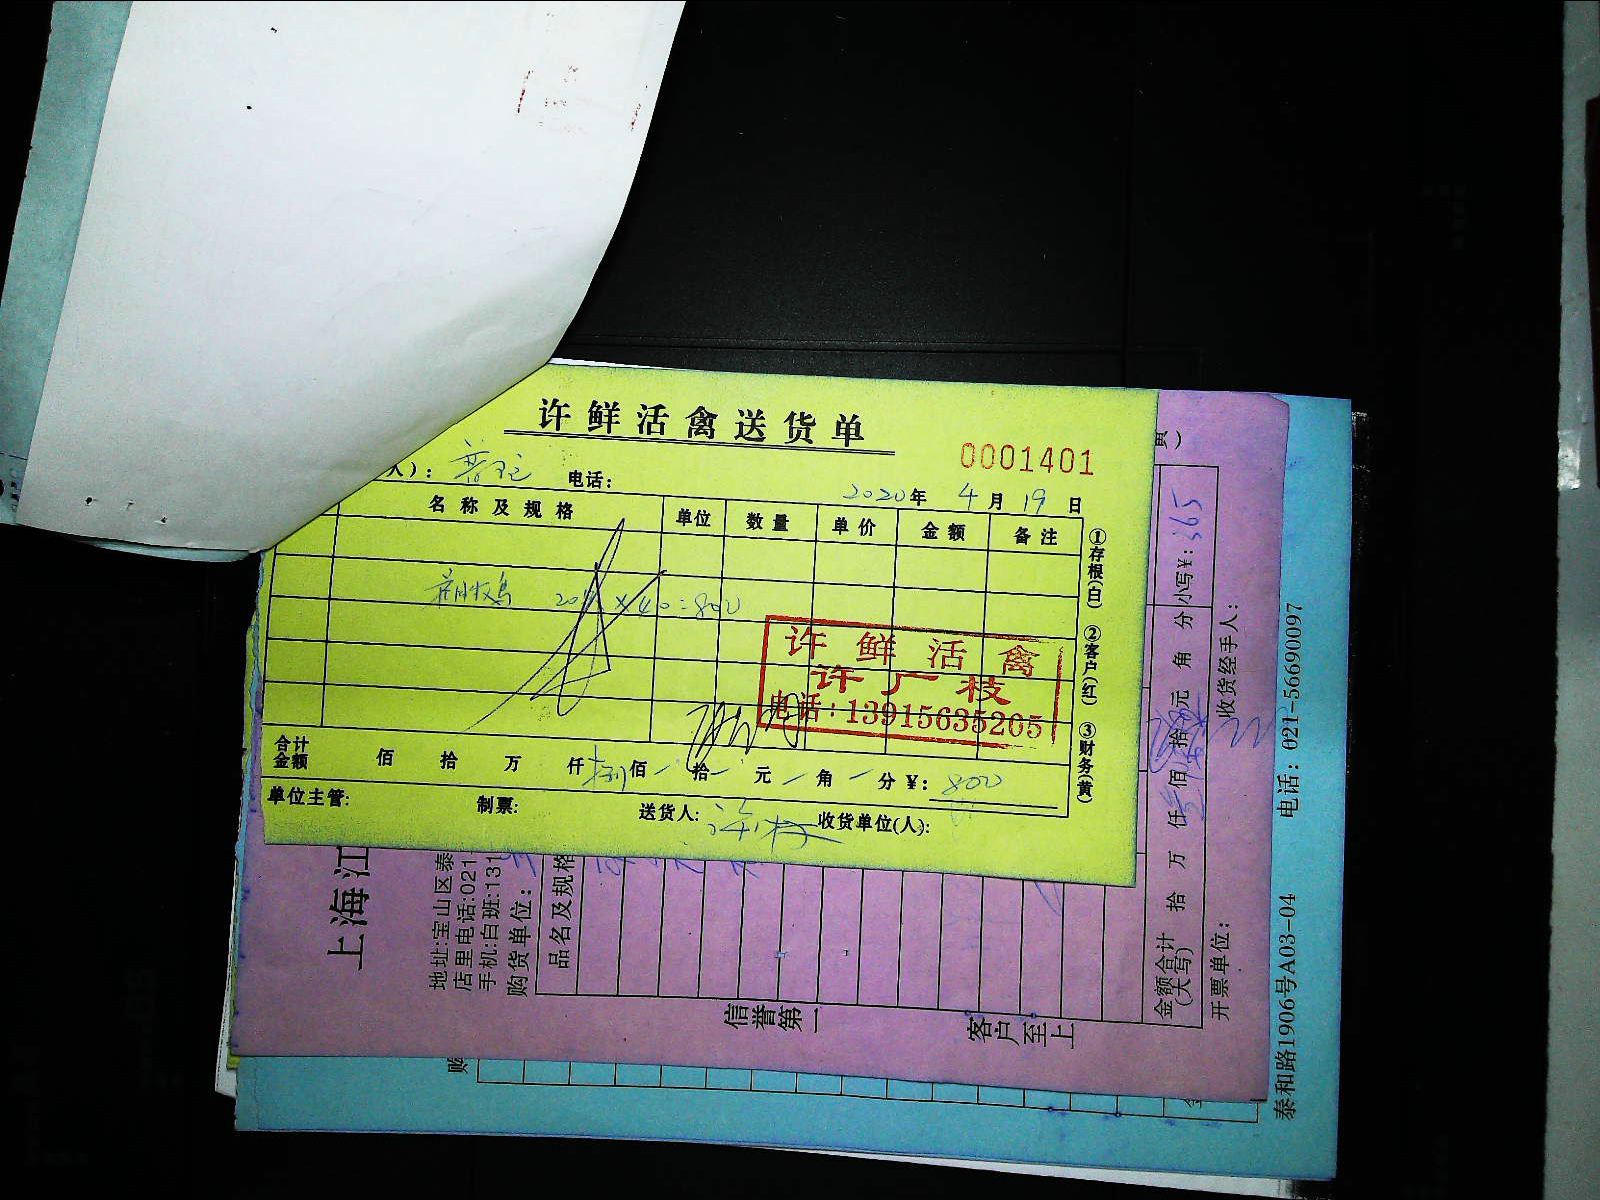 许鲜活禽送货单
0001401
人): 电话:
2020年 4月 19日
名称及规格 单位 数量 单价 金额 备注
×40=800
①存根(白) ②客户(红) ③财务(黄)
许鲜活禽
许广枝
电话:13915635205
合计金额 佰 拾 万 仟 捌佰 拾 元 角 分 ¥: 800
单位主管: 制票: 送货人: 收货单位(人):
上海江
地址:宝山区泰
店里电话:021
手机:白班:131
购货单位:
品名及规格
信誉第一
客户至上
金额合计(大写) 拾 万 仟 佰 拾 元 角 分 小写¥: 365
开票单位: 收货经手人:
购
泰和路1906号A03-04 电话: 021-56690097